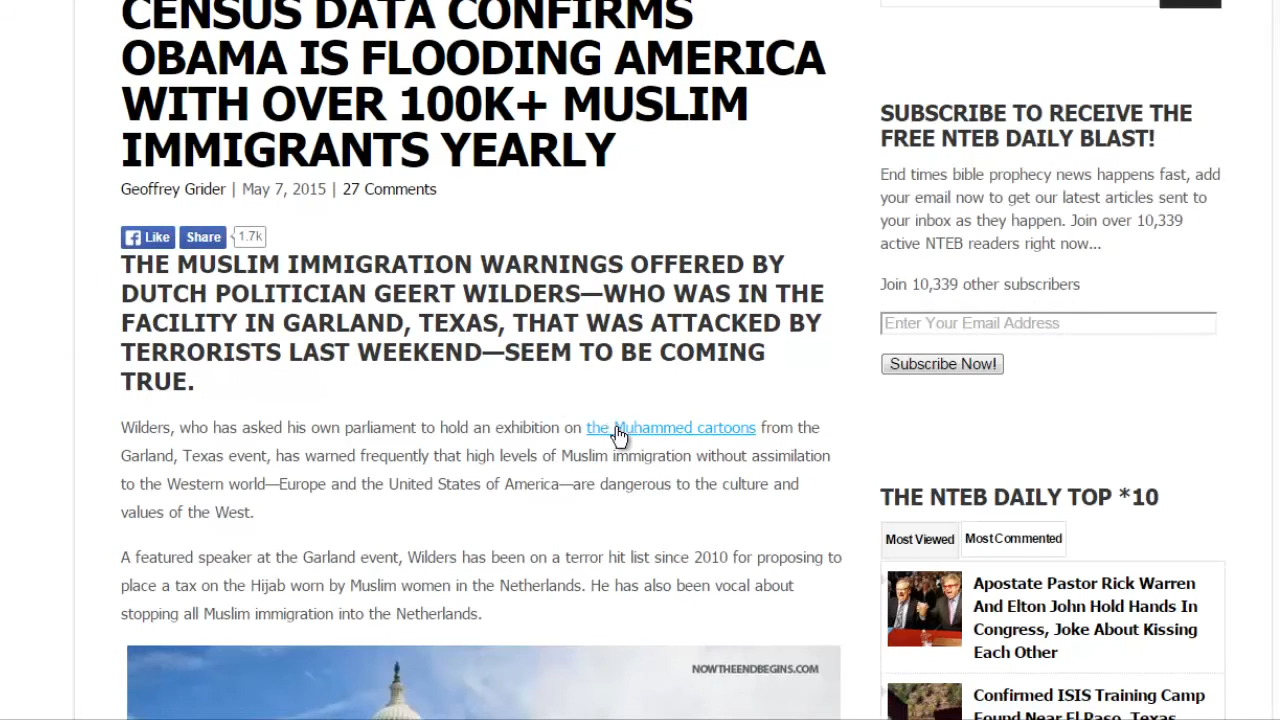 CENSUS DATA CONFIRMS
OBAMA IS FLOODING AMERICA
WITH OVER 100K+ MUSLIM
IMMIGRANTS YEARLY
Geoffrey Grider | May 7, 2015 | 27 Comments
Like Share 1.7k
THE MUSLIM IMMIGRATION WARNINGS OFFERED BY
DUTCH POLITICIAN GEERT WILDERS—WHO WAS IN THE
FACILITY IN GARLAND, TEXAS, THAT WAS ATTACKED BY
TERRORISTS LAST WEEKEND—SEEM TO BE COMING
TRUE.
Wilders, who has asked his own parliament to hold an exhibition on the Muhammed cartoons from the
Garland, Texas event, has warned frequently that high levels of Muslim immigration without assimilation
to the Western world—Europe and the United States of America—are dangerous to the culture and
values of the West.
A featured speaker at the Garland event, Wilders has been on a terror hit list since 2010 for proposing to
place a tax on the Hijab worn by Muslim women in the Netherlands. He has also been vocal about
stopping all Muslim immigration into the Netherlands.
NOWTHEENDBEGINS.COM
SUBSCRIBE TO RECEIVE THE
FREE NTEB DAILY BLAST!
End times bible prophecy news happens fast, add
your email now to get our latest articles sent to
your inbox as they happen. Join over 10,339
active NTEB readers right now...
Join 10,339 other subscribers
Enter Your Email Address
Subscribe Now!
THE NTEB DAILY TOP *10
Most Viewed Most Commented
Apostate Pastor Rick Warren
And Elton John Hold Hands In
Congress, Joke About Kissing
Each Other
Confirmed ISIS Training Camp
Found Near El Paso, Texas